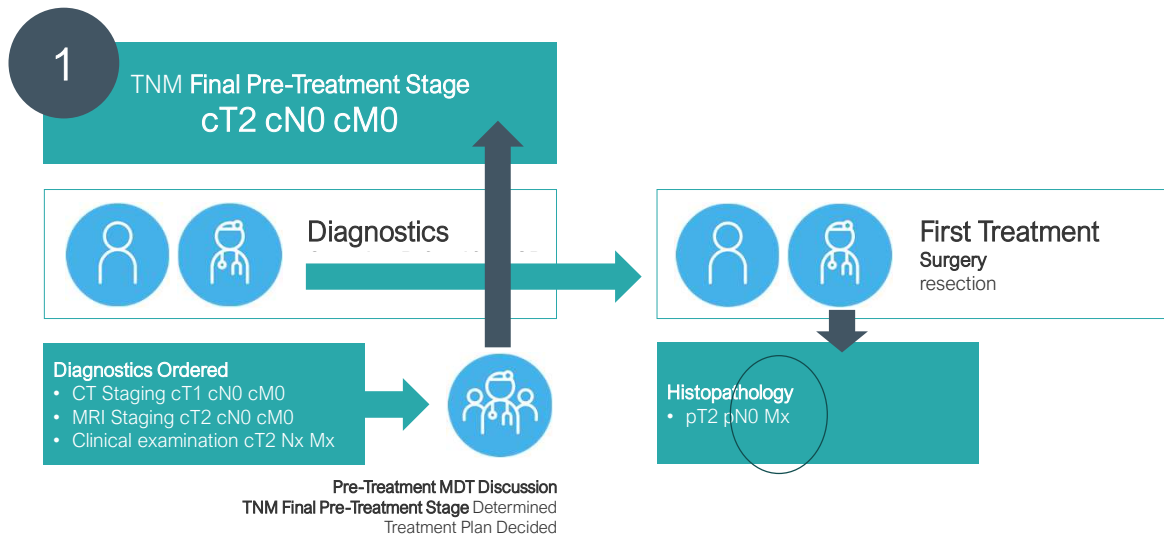 1
TNM Final Pre-Treatment Stage
cT2 cN0 cM0
Diagnostics
First Treatment
Surgery
resection
Diagnostics Ordered
• CT Staging cT1 cN0 cM0
• MRI Staging cT2 cN0 cM0
• Clinical examination cT2 Nx Mx
Histopathology
• pT2 pN0 Mx
Pre-Treatment MDT Discussion
TNM Final Pre-Treatment Stage Determined
Treatment Plan Decided